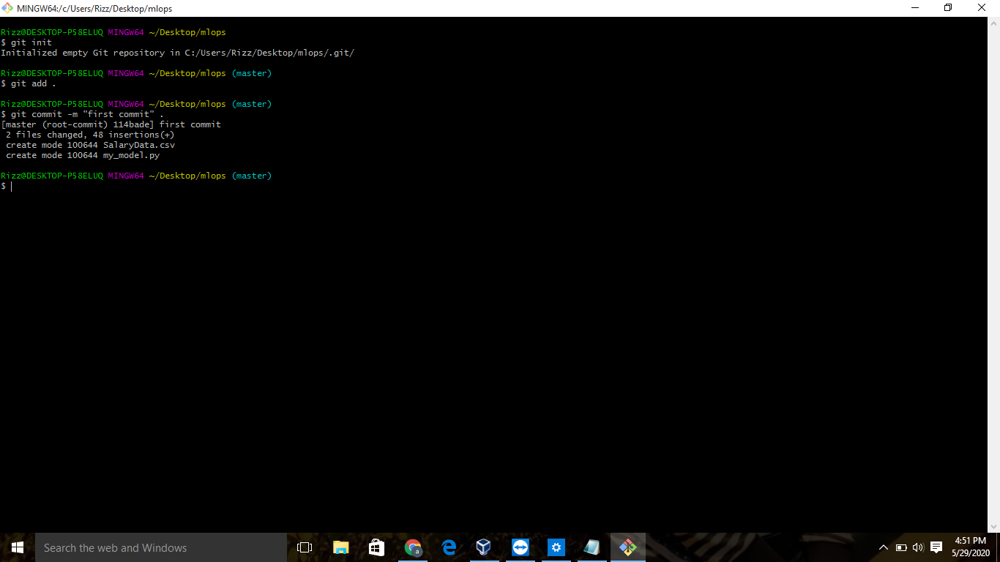 MINGW64:/c/Users/Rizz/Desktop/mlops
Rizz@DESKTOP-P58ELUQ MINGW64 ~/Desktop/mlops
$ git init
Initialized empty Git repository in C:/Users/Rizz/Desktop/mlops/.git/
Rizz@DESKTOP-P58ELUQ MINGW64 ~/Desktop/mlops (master)
$ git add .
Rizz@DESKTOP-P58ELUQ MINGW64 ~/Desktop/mlops (master)
$ git commit -m "first commit" .
[master (root-commit) 114bade] first commit
2 files changed, 48 insertions(+)
create mode 100644 SalaryData.csv
create mode 100644 my_model.py
Rizz@DESKTOP-P58ELUQ MINGW64 ~/Desktop/mlops (master)
$
Search the web and Windows
4:51 PM
5/29/2020